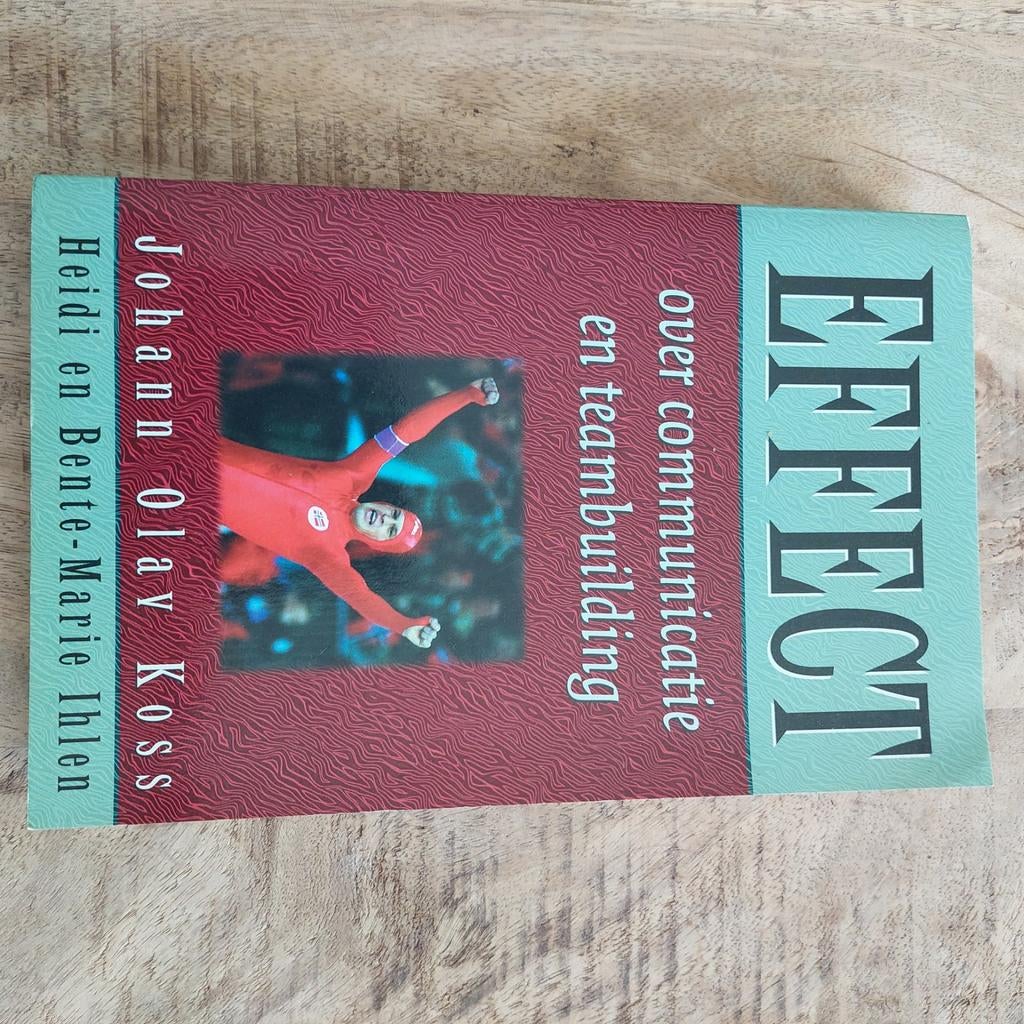 EFFECT
over communicatie
en teambuilding
Johann Olav Koss
Heidi en Bente-Marie Ihlen